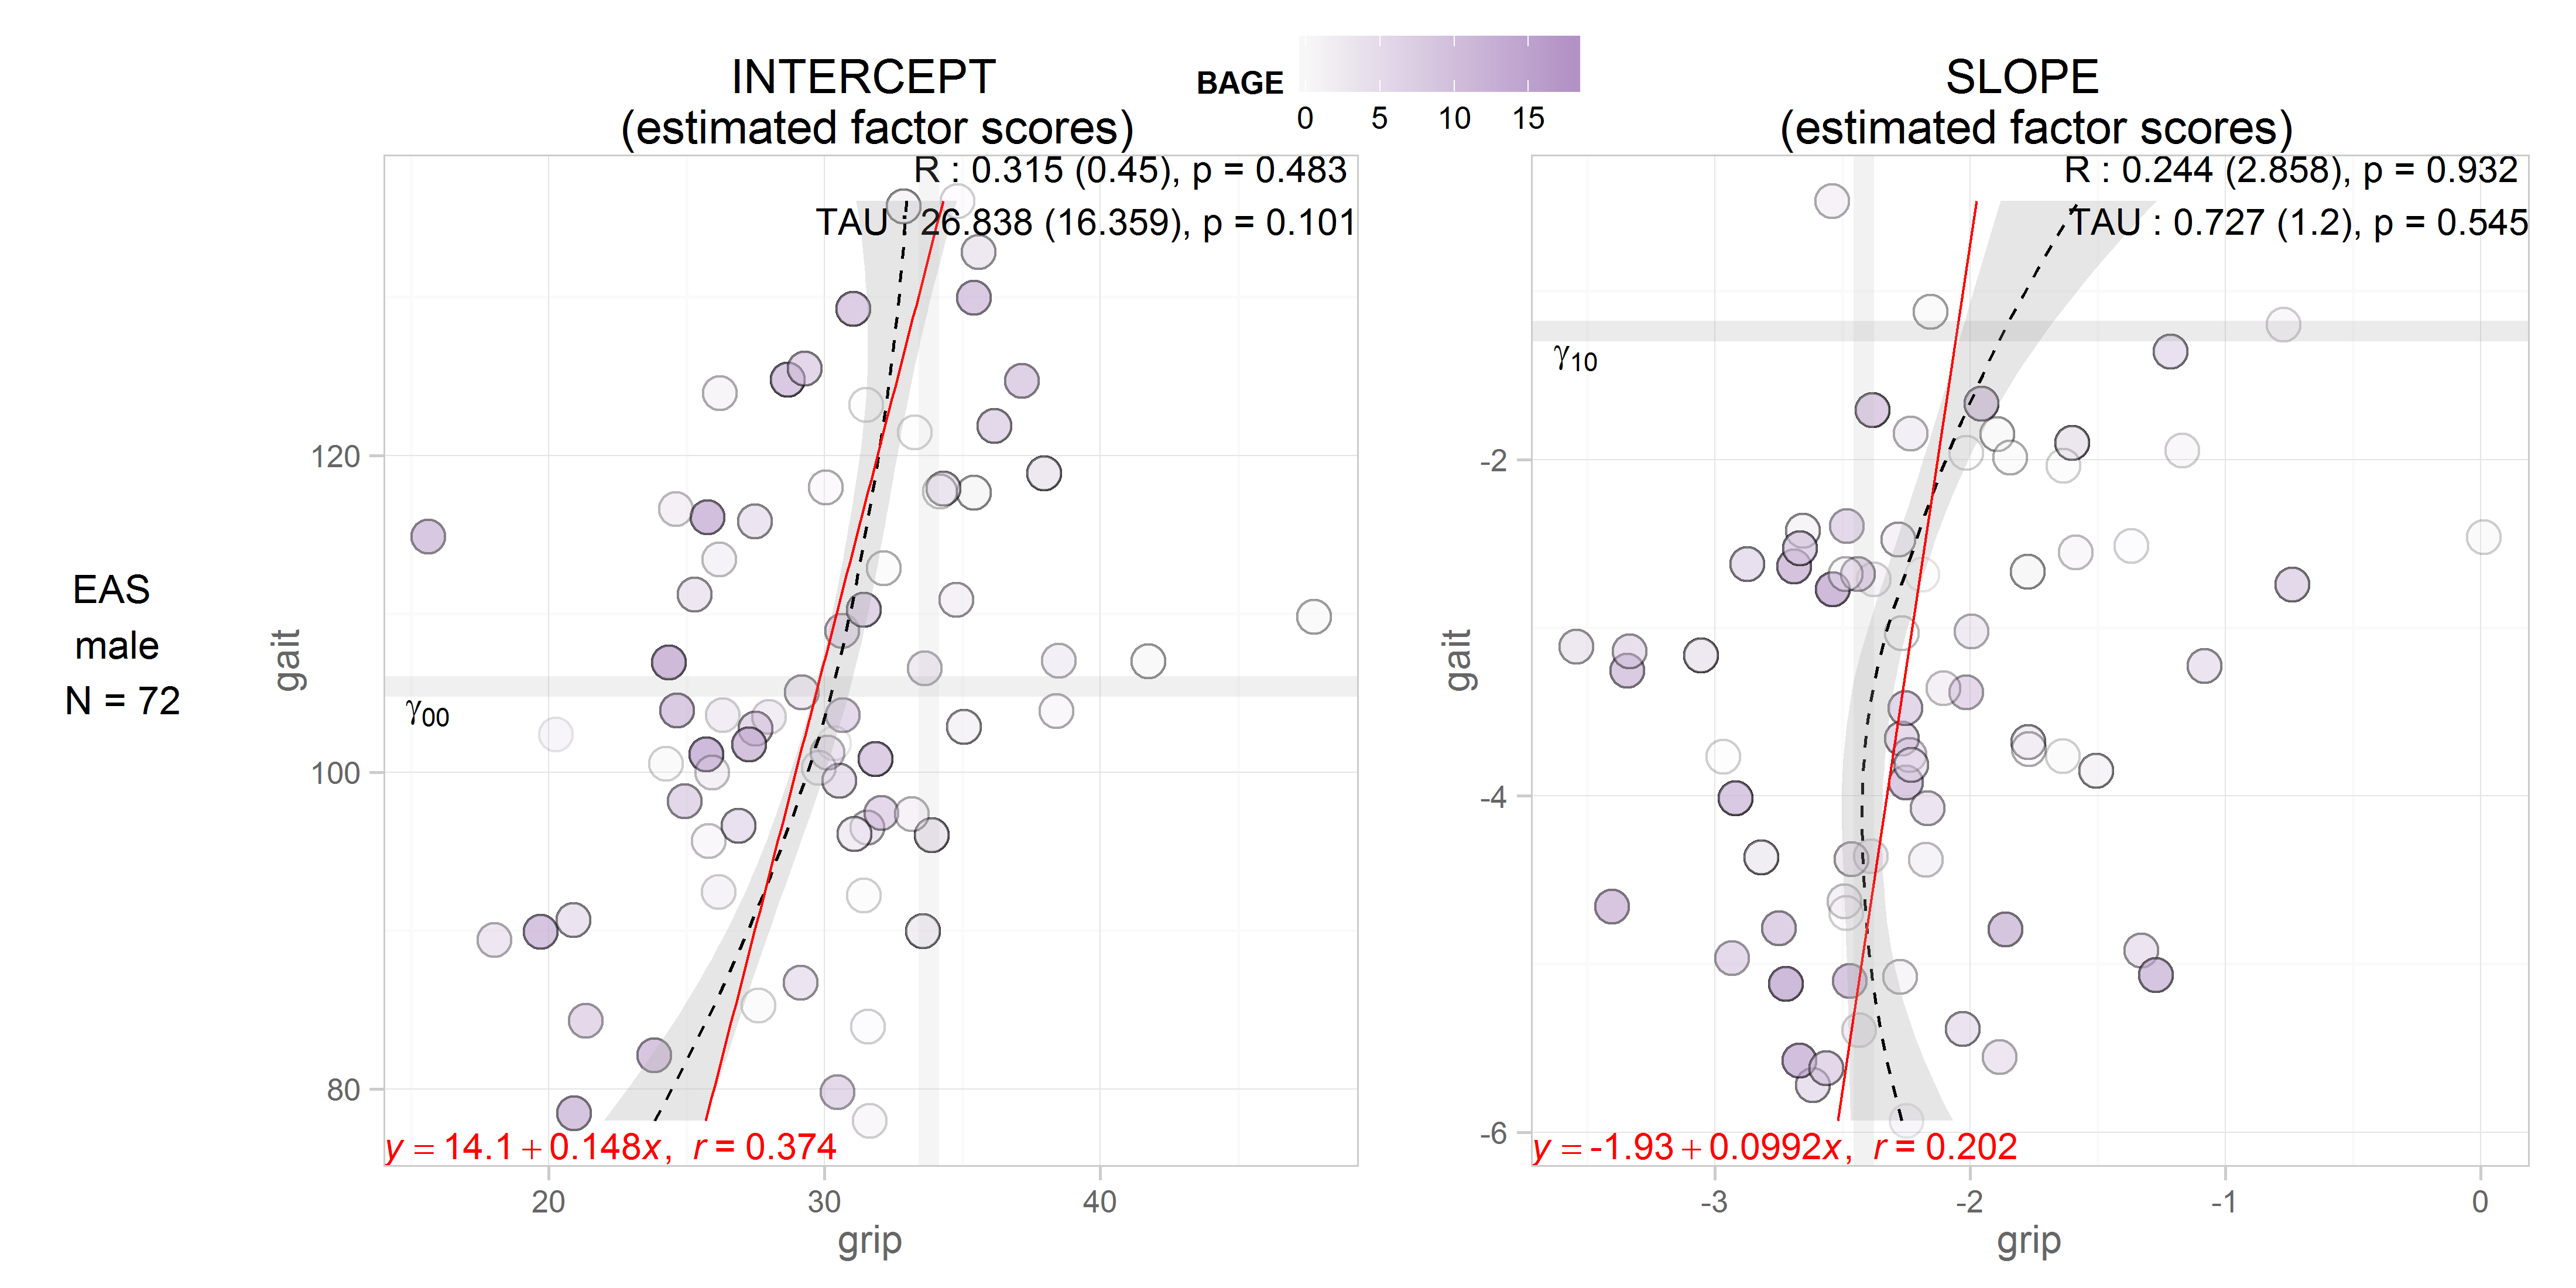 BAGE
0 5 10 15
INTERCEPT
(estimated factor scores)
R : 0.315 (0.45), p = 0.483
TAU : 26.838 (16.359), p = 0.101
EAS
male
N = 72
gait
120
100
80
γ00
y = 14.1 + 0.148x, r = 0.374
20 30 40
grip
SLOPE
(estimated factor scores)
R : 0.244 (2.858), p = 0.932
TAU : 0.727 (1.2), p = 0.545
gait
-2
-4
-6
γ10
y = -1.93 + 0.0992x, r = 0.202
-3 -2 -1 0
grip